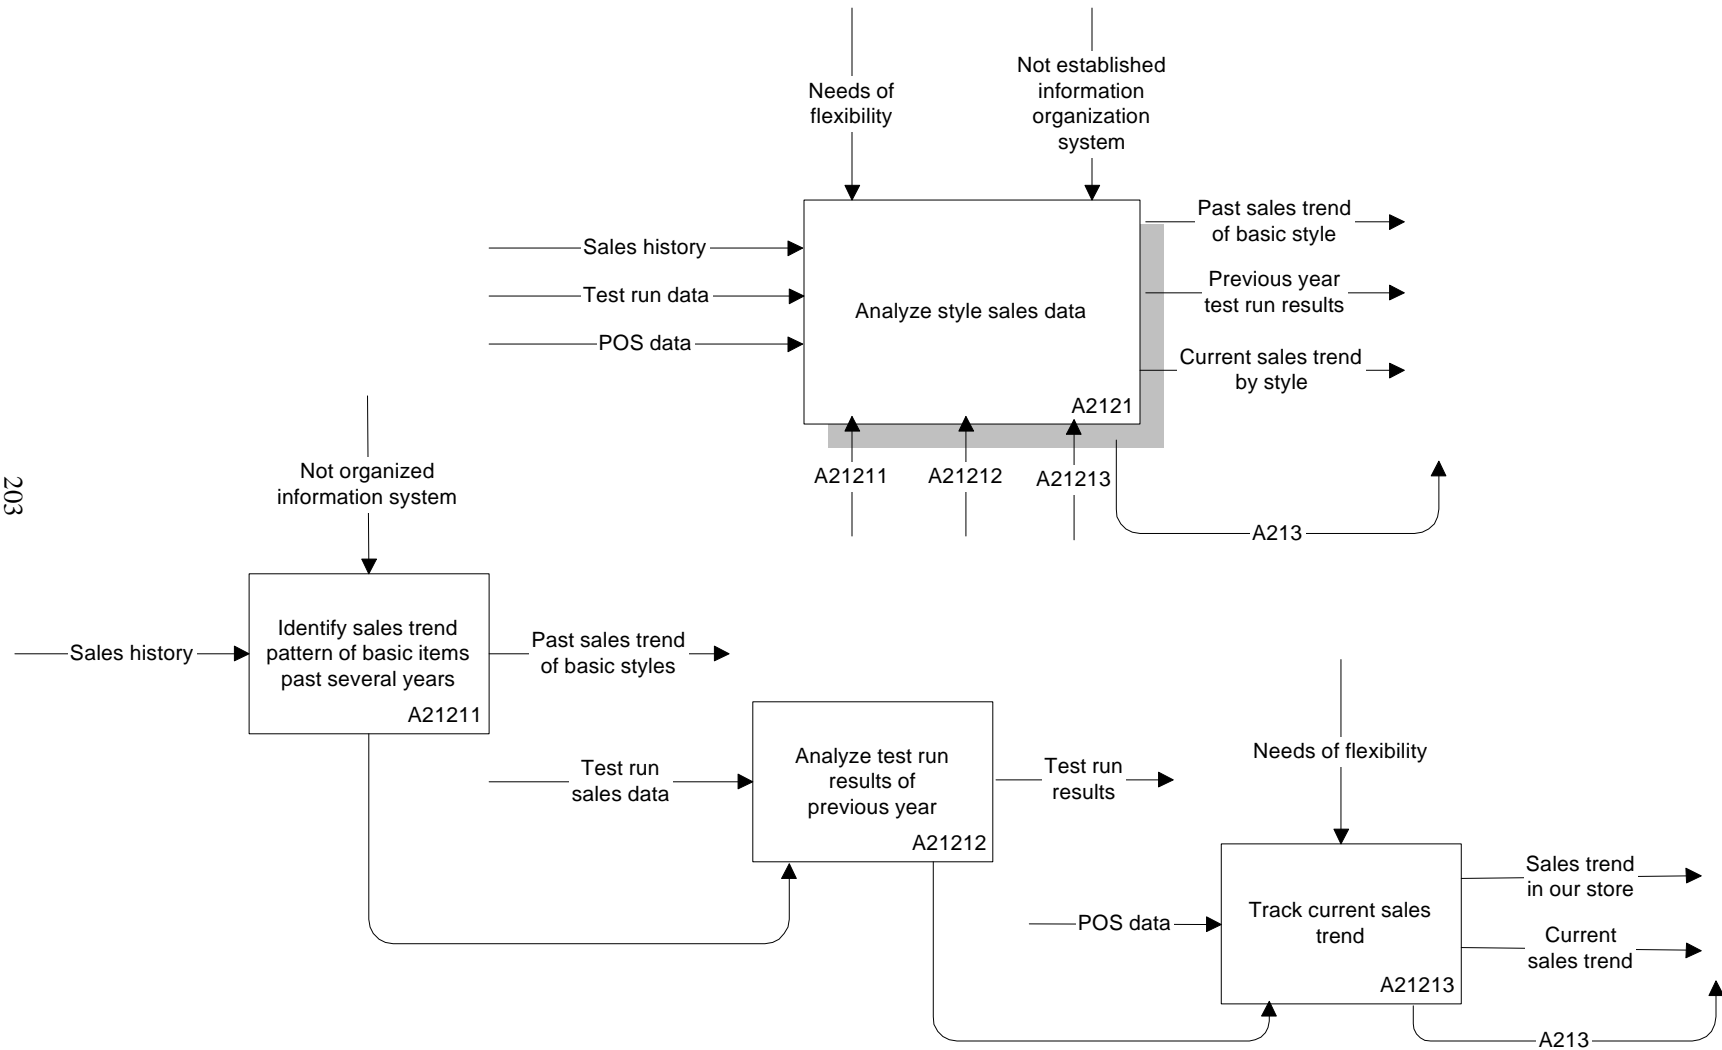 Needs of
flexibility
Not established
information
organization
system
Sales history
Test run data
POS data
Analyze style sales data
A2121
Past sales trend
of basic style
Previous year
test run results
Current sales trend
by style
A21211
A21212
A21213
A213
203
Not organized
information system
Sales history
Identify sales trend
pattern of basic items
past several years
A21211
Past sales trend
of basic styles
Test run
sales data
Analyze test run
results of
previous year
A21212
Test run
results
Needs of flexibility
POS data
Track current sales
trend
A21213
Sales trend
in our store
Current
sales trend
A213